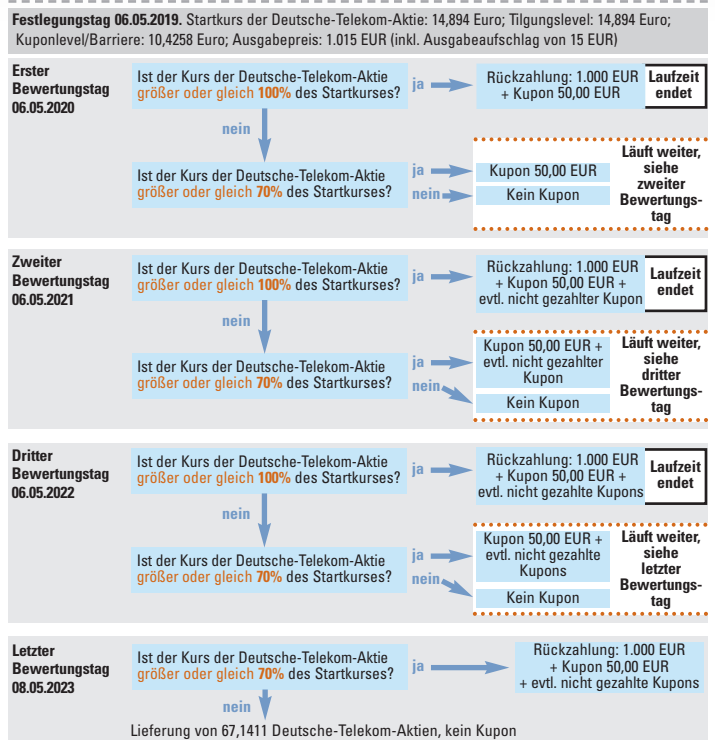 Festlegungstag 06.05.2019. Startkurs der Deutsche-Telekom-Aktie: 14,894 Euro; Tilgungslevel: 14,894 Euro;
Kuponlevel/Barriere: 10,4258 Euro; Ausgabepreis: 1.015 EUR (inkl. Ausgabeaufschlag von 15 EUR)
Erster
Bewertungstag
06.05.2020
Ist der Kurs der Deutsche-Telekom-Aktie
größer oder gleich 100% des Startkurses?
ja
Rückzahlung: 1.000 EUR
+ Kupon 50,00 EUR
Laufzeit
endet
nein
Ist der Kurs der Deutsche-Telekom-Aktie
größer oder gleich 70% des Startkurses?
ja
nein
Kupon 50,00 EUR
Kein Kupon
Läuft weiter,
siehe
zweiter
Bewertungs-
tag
Zweiter
Bewertungstag
06.05.2021
Ist der Kurs der Deutsche-Telekom-Aktie
größer oder gleich 100% des Startkurses?
ja
Rückzahlung: 1.000 EUR
+ Kupon 50,00 EUR +
evtl. nicht gezahlter Kupon
Laufzeit
endet
nein
Ist der Kurs der Deutsche-Telekom-Aktie
größer oder gleich 70% des Startkurses?
ja
nein
Kupon 50,00 EUR +
evtl. nicht gezahlter
Kupon
Kein Kupon
Läuft weiter,
siehe
dritter
Bewertungs-
tag
Dritter
Bewertungstag
06.05.2022
Ist der Kurs der Deutsche-Telekom-Aktie
größer oder gleich 100% des Startkurses?
ja
Rückzahlung: 1.000 EUR
+ Kupon 50,00 EUR +
evtl. nicht gezahlte Kupons
Laufzeit
endet
nein
Ist der Kurs der Deutsche-Telekom-Aktie
größer oder gleich 70% des Startkurses?
ja
nein
Kupon 50,00 EUR +
evtl. nicht gezahlte
Kupons
Kein Kupon
Läuft weiter,
siehe
letzter
Bewertungs-
tag
Letzter
Bewertungstag
08.05.2023
Ist der Kurs der Deutsche-Telekom-Aktie
größer oder gleich 70% des Startkurses?
ja
Rückzahlung: 1.000 EUR
+ Kupon 50,00 EUR
+ evtl. nicht gezahlte Kupons
nein
Lieferung von 67,1411 Deutsche-Telekom-Aktien, kein Kupon